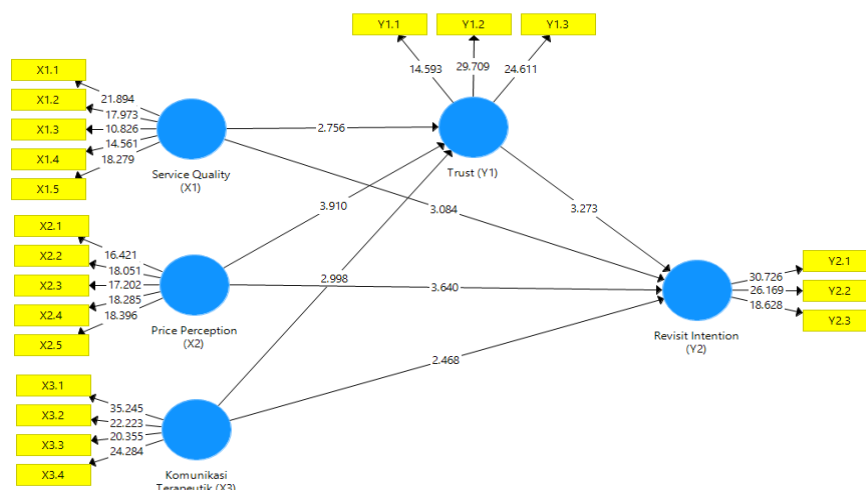 Y1.1
Y1.2
Y1.3
14.593
29.709
24.611
X1.1
X1.2
X1.3
X1.4
X1.5
21.894
17.973
10.826
14.561
18.279
Service Quality
(X1)
2.756
Trust (Y1)
3.910
3.084
3.273
2.998
X2.1
X2.2
X2.3
X2.4
X2.5
16.421
18.051
17.202
18.285
18.396
Price Perception
(X2)
3.640
2.468
Revisit Intention
(Y2)
30.726
26.169
18.628
Y2.1
Y2.2
Y2.3
X3.1
X3.2
X3.3
X3.4
35.245
22.223
20.355
24.284
Komunikasi
Terapeutik (X3)